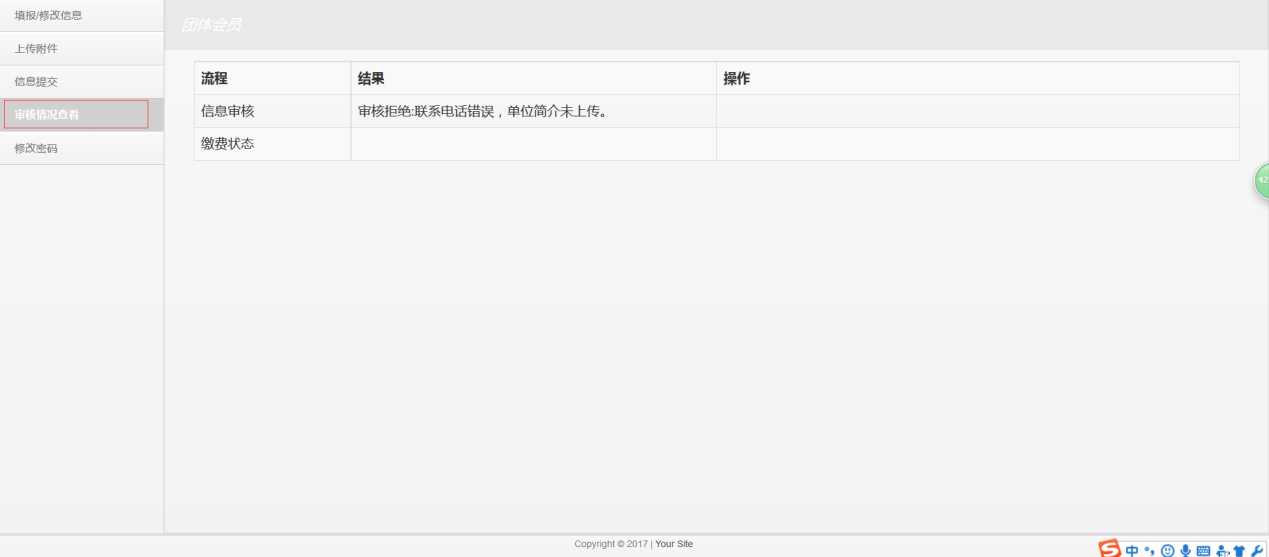 填报/修改信息
上传附件
信息提交
审核情况查看
修改密码
团体会员
流程 结果 操作
信息审核 审核拒绝:联系电话错误，单位简介未上传。
缴费状态
42
Copyright © 2017 | Your Site
S 中 °,